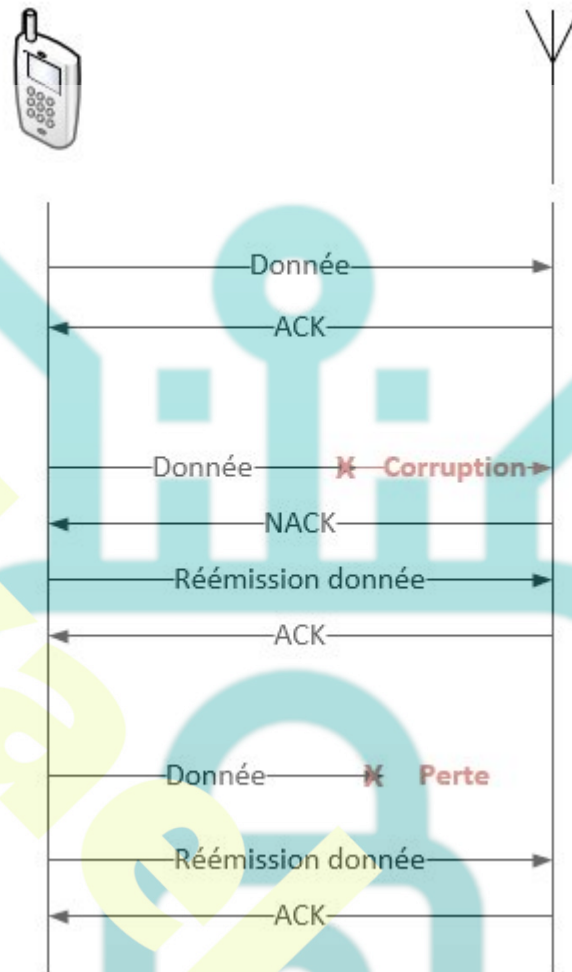 Donnée
ACK
Donnée X Corruption
NACK
Réémission donnée
ACK
Donnée X Perte
Réémission donnée
ACK